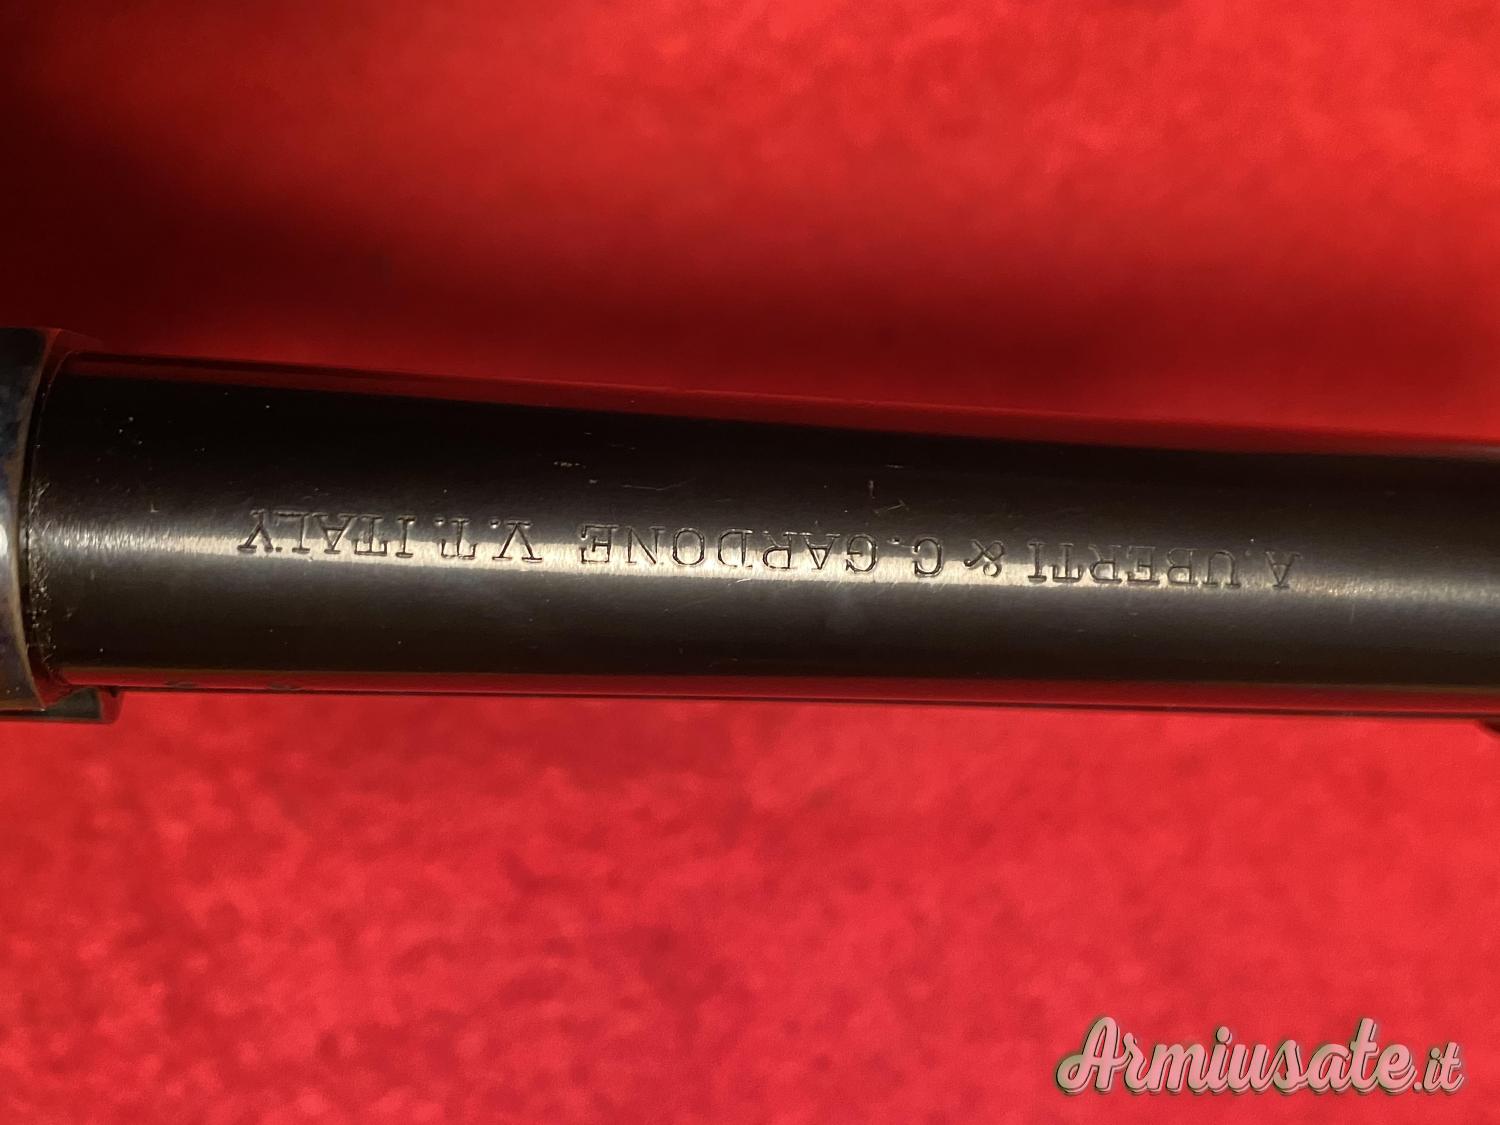 A. UBERTI & C. GARDONE V. T. ITALY
Armiusate.it